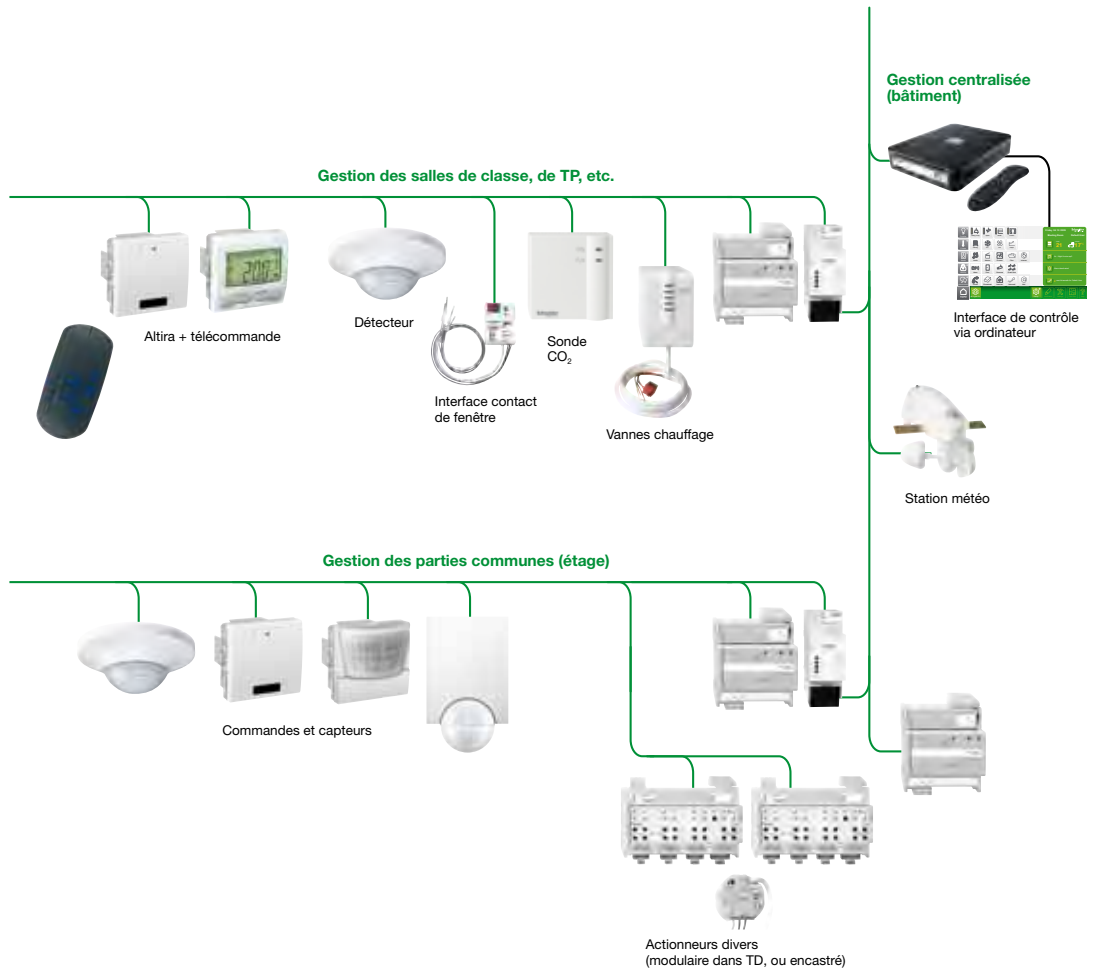 Gestion centralisée
(bâtiment)
Gestion des salles de classe, de TP, etc.
Altira + télécommande
Détecteur
Interface contact
de fenêtre
Sonde
CO₂
Vannes chauffage
Interface de contrôle
via ordinateur
Station météo
Gestion des parties communes (étage)
Commandes et capteurs
Actionneurs divers
(modulaire dans TD, ou encastré)